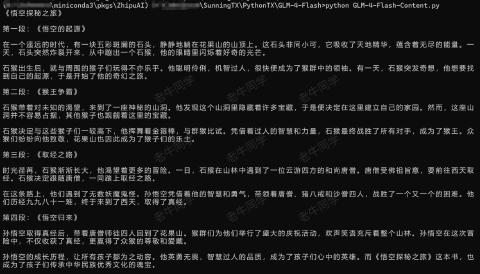 \miniconda3\pkgs\ZhipuAI) \SunningTX\PythonTX\GLM-4-Flash>python GLM-4-Flash-Content.py
《悟空探秘之旅》
第一段：《悟空的起源》
在一个遥远的时代，有一块五彩斑斓的石头，静静地躺在花果山的山顶上。这石头非同小可，它吸收了天地精华，蕴含着无尽的能量。一
天，石头突然炸裂开来，从中蹦出一个石猴，他的眼睛里闪烁着好奇的光芒。
石猴出生后，就与周围的猴子们玩得不亦乐乎。他聪明伶俐，机智过人，很快便成为了猴群中的领袖。有一天，石猴突发奇想，他想要找
到自己的起源，于是开始了他的奇幻之旅。
第二段：《猴王争霸》
石猴带着对未知的渴望，来到了一座神秘的山洞。他发现这个山洞里隐藏着许多宝藏，于是便决定在这里建立自己的家园。然而，这座山
洞并不容易占据，其他猴子也觊觎着这里的宝藏。
石猴决定与这些猴子们一较高下，他挥舞着金箍棒，与群猴比试。凭借着过人的智慧和力量，石猴最终战胜了所有对手，成为了猴王。众
猴们纷纷向他致敬，花果山也因此成为了猴子们的乐土。
第三段：《取经之路》
时光荏苒，石猴渐渐长大，他渴望着更多的冒险。一日，石猴在山林中遇到了一位云游四方的和尚唐僧。唐僧受佛祖旨意，要前往西天取
经。石猴决定跟随唐僧，一同踏上取经之路。
在这条路上，他们遇到了无数妖魔鬼怪。孙悟空凭借着他的智慧和勇气，带领着唐僧、猪八戒和沙僧四人，战胜了一个又一个的困难。他
们历经九九八十一难，终于来到了西天，取得了真经。
第四段：《悟空归来》
孙悟空取得真经后，带着唐僧师徒四人回到了花果山。猴群们为他们举行了盛大的庆祝活动，欢声笑语充斥着整个山林。孙悟空在这次冒
险中，不仅收获了真经，更赢得了众猴的尊敬和爱戴。
孙悟空的成长历程，让所有孩子都为之动容。他英勇无畏，智慧过人的品质，成为了孩子们心中的英雄。而《悟空探秘之旅》这本书，也
成为了孩子们传承中华民族优秀文化的瑰宝。